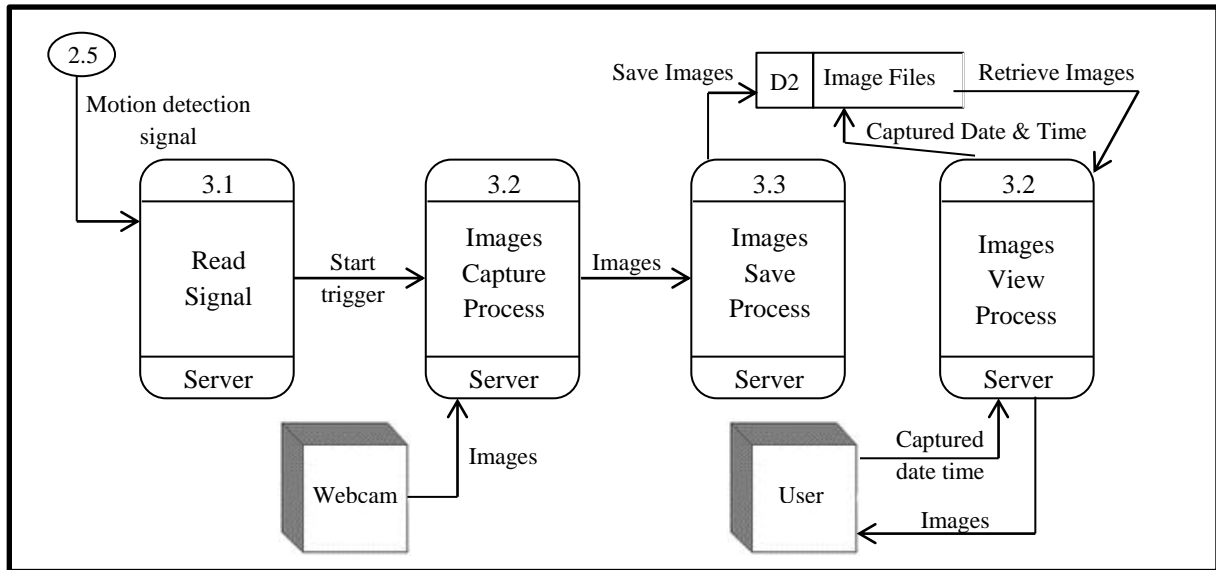 2.5
Motion detection
signal
Save Images
D2
Image Files
Retrieve Images
Captured Date & Time
3.1
Read
Signal
Server
Start
trigger
3.2
Images
Capture
Process
Server
Images
3.3
Images
Save
Process
Server
3.2
Images
View
Process
Server
Webcam
Images
User
Captured
date time
Images